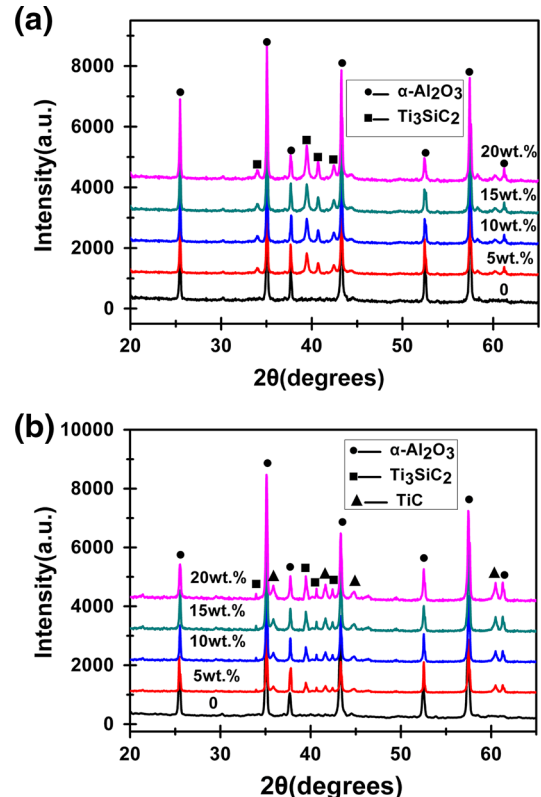 (a)
Intensity(a.u.)
8000
6000
4000
2000
0
α-Al₂O₃
Ti₃SiC₂
20wt.%
15wt.%
10wt.%
5wt.%
0
20 30 40 50 60
2θ(degrees)
(b)
Intensity(a.u.)
10000
8000
6000
4000
2000
0
α-Al₂O₃
Ti₃SiC₂
TiC
20wt.%
15wt.%
10wt.%
5wt.%
0
20 30 40 50 60
2θ(degrees)